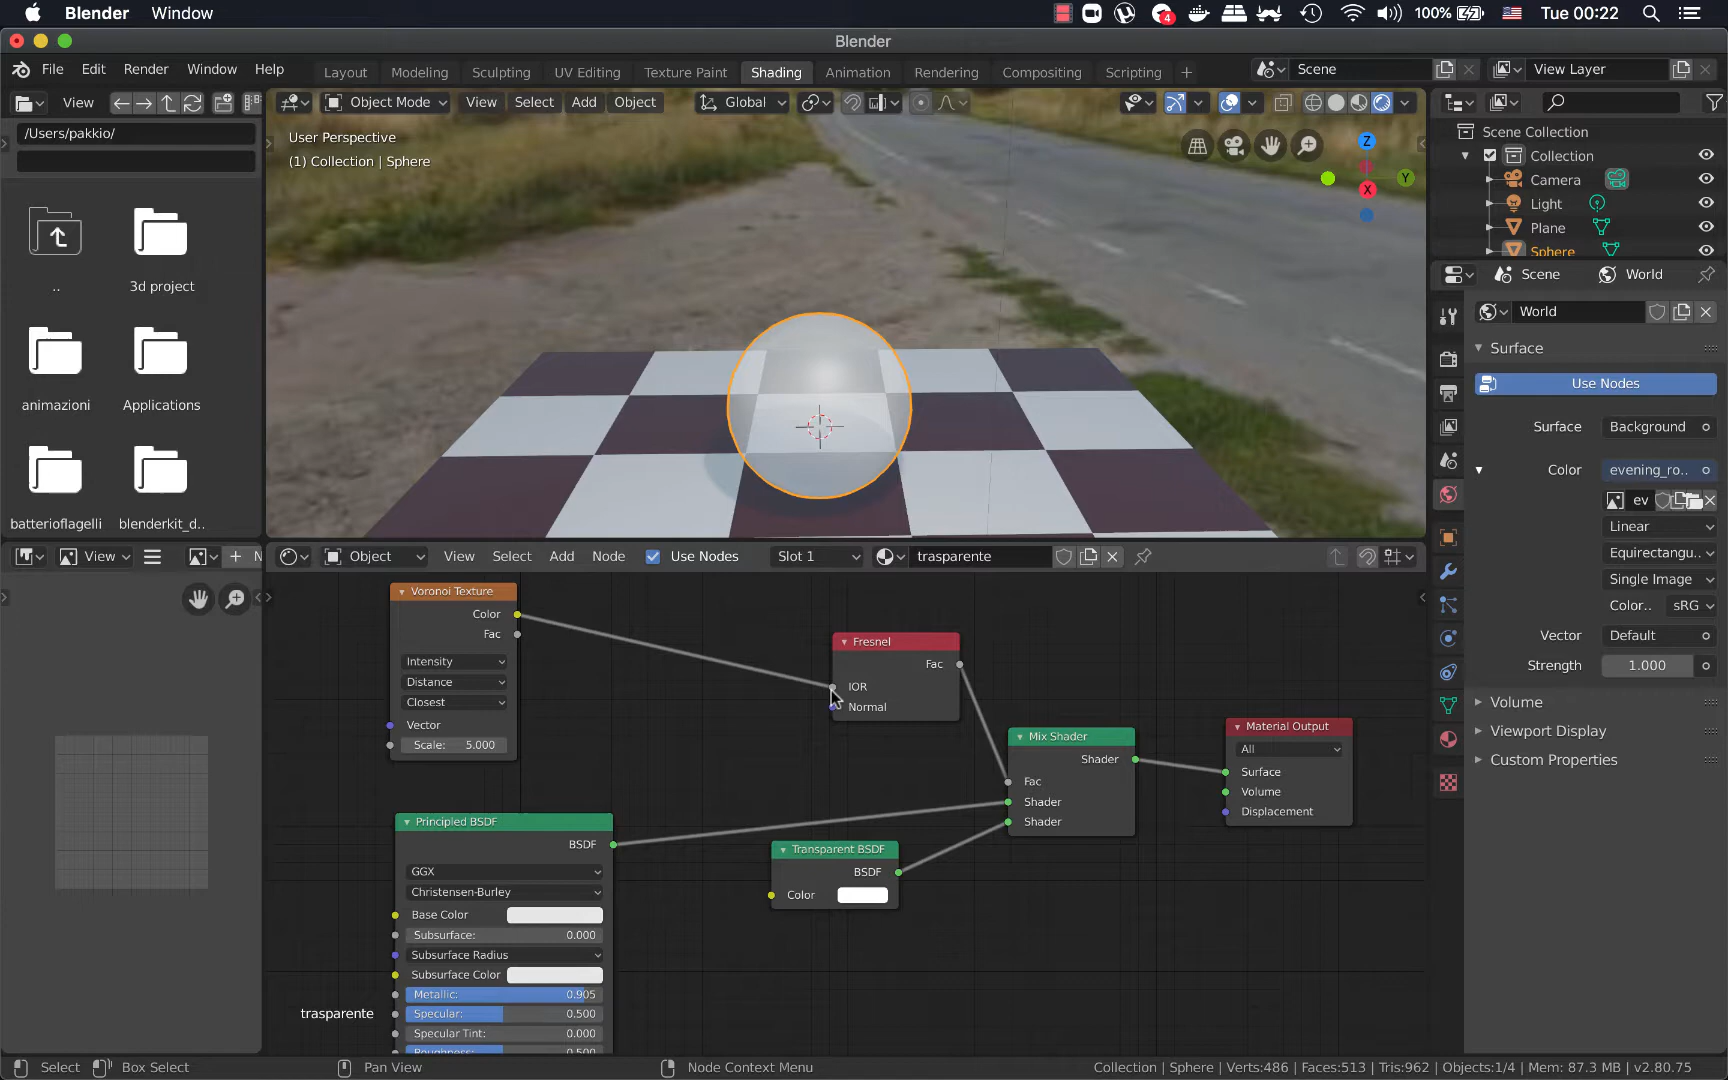 Blender Window 4 100% Tue 00:22
Blender
File Edit Render Window Help Layout Modeling Sculpting UV Editing Texture Paint Shading Animation Rendering Compositing Scripting + Scene View Layer
View Object Mode View Select Add Object Global
/Users/pakkio/
User Perspective
(1) Collection | Sphere
Z
Y
X
Scene Collection
Collection
Camera
Light
Plane
Sphere
.. 3d project
animazioni Applications
batterioflagelli blenderkit_d..
Scene World
World
Surface
Use Nodes
Surface Background
Color evening_ro..
ev
Linear
Equirectangu..
Single Image
Color.. sRG
Vector Default
Strength 1.000
Volume
Viewport Display
Custom Properties
View + N Object View Select Add Node Use Nodes Slot 1 trasparente
Voronoi Texture
Color
Fac
Intensity
Distance
Closest
Vector
Scale: 5.000
Fresnel
Fac
IOR
Normal
Mix Shader
Shader
Fac
Shader
Shader
Material Output
All
Surface
Volume
Displacement
Principled BSDF
BSDF
GGX
Christensen-Burley
Base Color
Subsurface: 0.000
Subsurface Radius
Subsurface Color
Metallic: 0.905
Specular: 0.500
Specular Tint: 0.000
Roughness: 0.500
Transparent BSDF
BSDF
Color
trasparente
Select Box Select Pan View Node Context Menu Collection | Sphere | Verts:486 | Faces:513 | Tris:962 | Objects:1/4 | Mem: 87.3 MB | v2.80.75